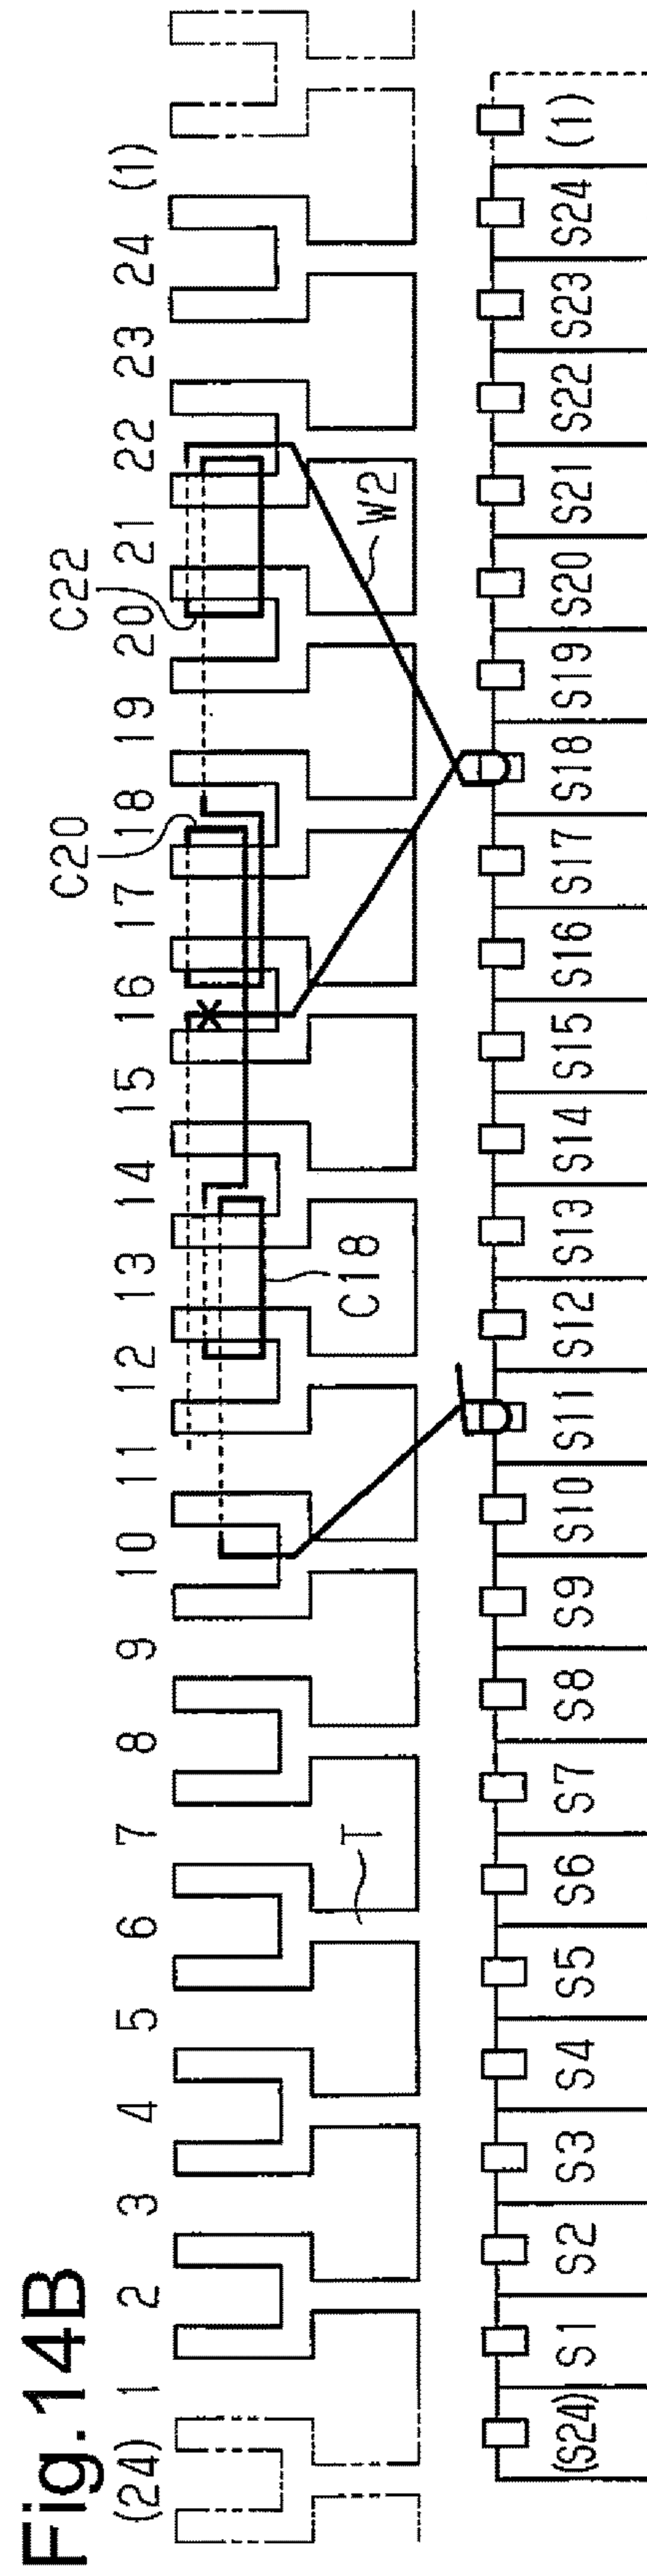 Fig.14B
C20 C22
(24) 1 2 3 4 5 6 7 8 9 10 11 12 13 14 15 16 17 18 19 20 21 22 23 24 (1)
T C18 W2
(S24) S1 S2 S3 S4 S5 S6 S7 S8 S9 S10 S11 S12 S13 S14 S15 S16 S17 S18 S19 S20 S21 S22 S23 S24 (1)